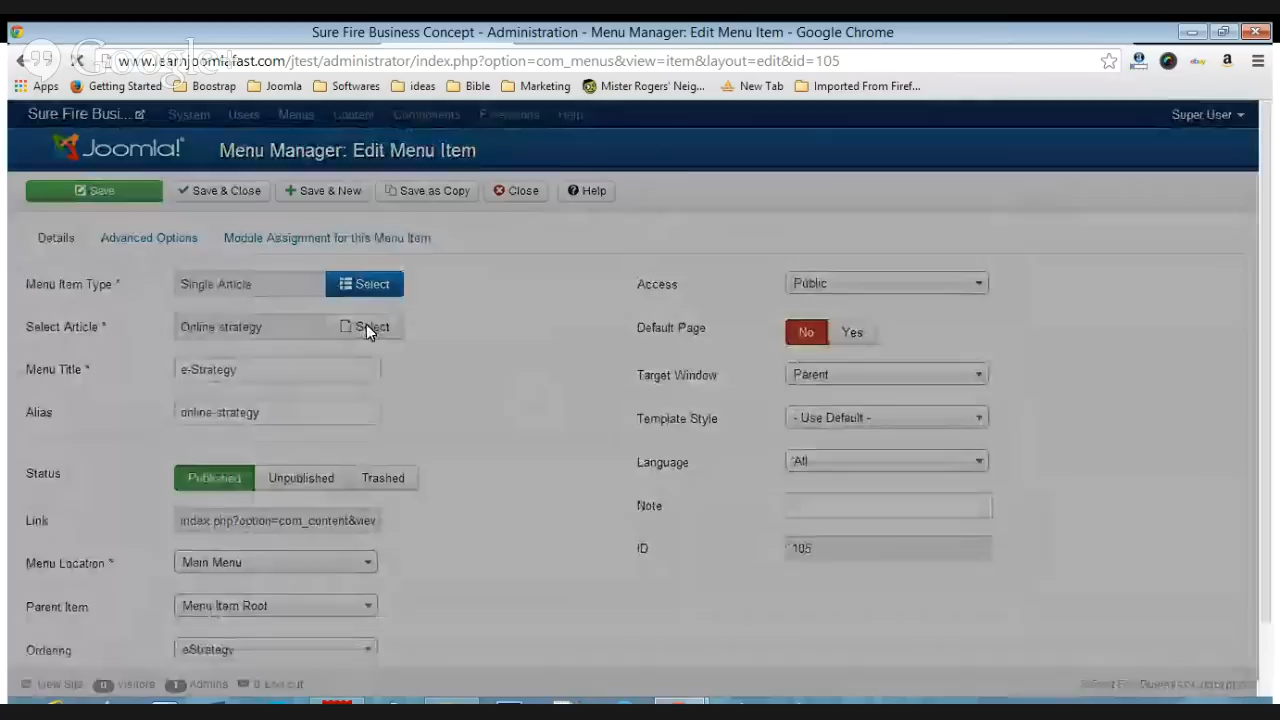 Sure Fire Business Concept - Administration - Menu Manager: Edit Menu Item - Google Chrome
Google+
www.learnjoomlafast.com/jtest/administrator/index.php?option=com_menus&view=item&layout=edit&id=105
Apps Getting Started Boostrap Joomla Softwares ideas Bible Marketing Mister Rogers' Neig... New Tab Imported From Firef...
Sure Fire Busi... System Users Menus Content Components Extensions Help Super User
Joomla! Menu Manager: Edit Menu Item
Save Save & Close Save & New Save as Copy Close Help
Details Advanced Options Module Assignment for this Menu Item
Menu Item Type * Single Article Select Access Public
Select Article * Online strategy Select Default Page No Yes
Menu Title * e-Strategy Target Window Parent
Alias online-strategy Template Style - Use Default -
Language All
Status Published Unpublished Trashed
Note
Link index.php?option=com_content&view
ID 105
Menu Location * Main Menu
Parent Item Menu Item Root
Ordering eStrategy
View Site 0 Visitors 1 Admins 0 Log out